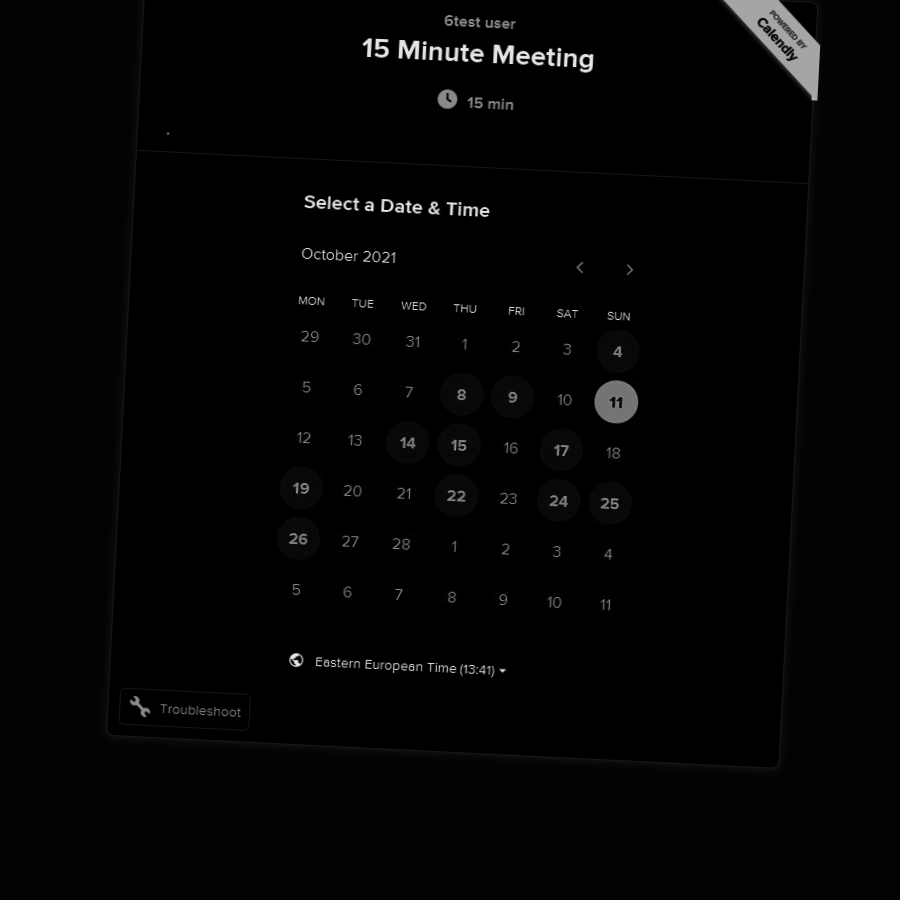 6test user
15 Minute Meeting
15 min
POWERED BY
Calendly
.
Select a Date & Time
October 2021
MON TUE WED THU FRI SAT SUN
29 30 31 1 2 3 4
5 6 7 8 9 10 11
12 13 14 15 16 17 18
19 20 21 22 23 24 25
26 27 28 1 2 3 4
5 6 7 8 9 10 11
Eastern European Time (13:41)
Troubleshoot